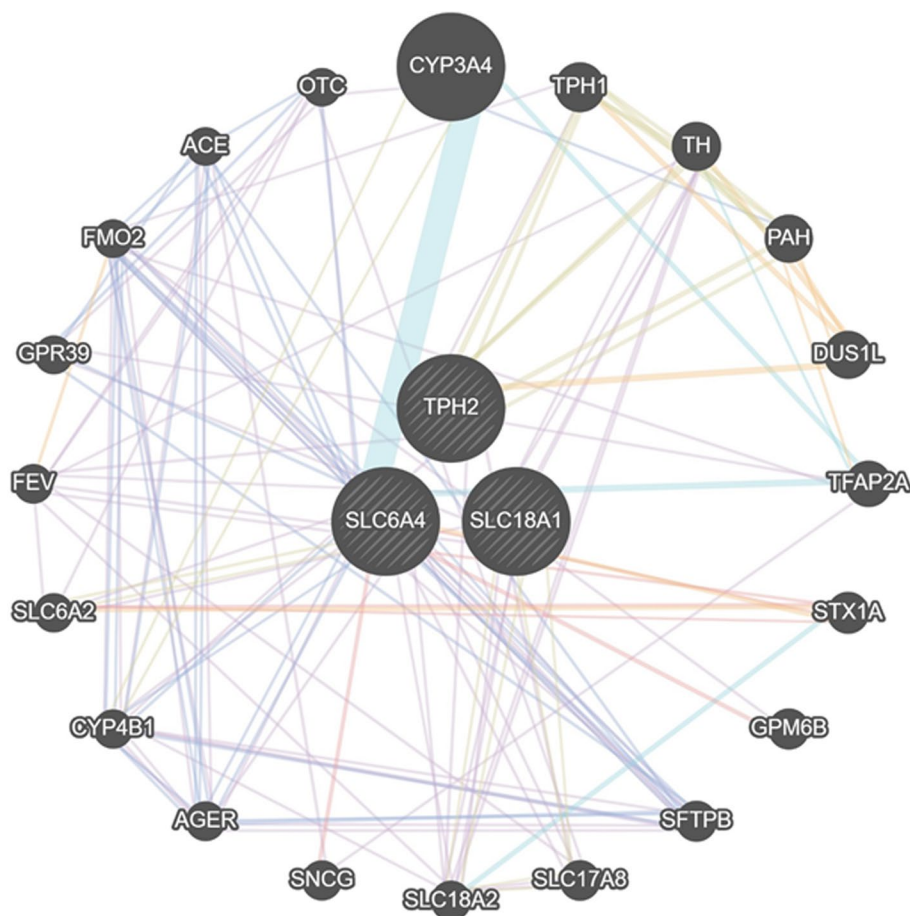 CYP3A4
OTC
TPH1
ACE
TH
FMO2
PAH
GPR39
DUS1L
TPH2
FEV
TFAP2A
SLC6A4
SLC18A1
SLC6A2
STX1A
CYP4B1
GPM6B
AGER
SFTPB
SNCG
SLC17A8
SLC18A2